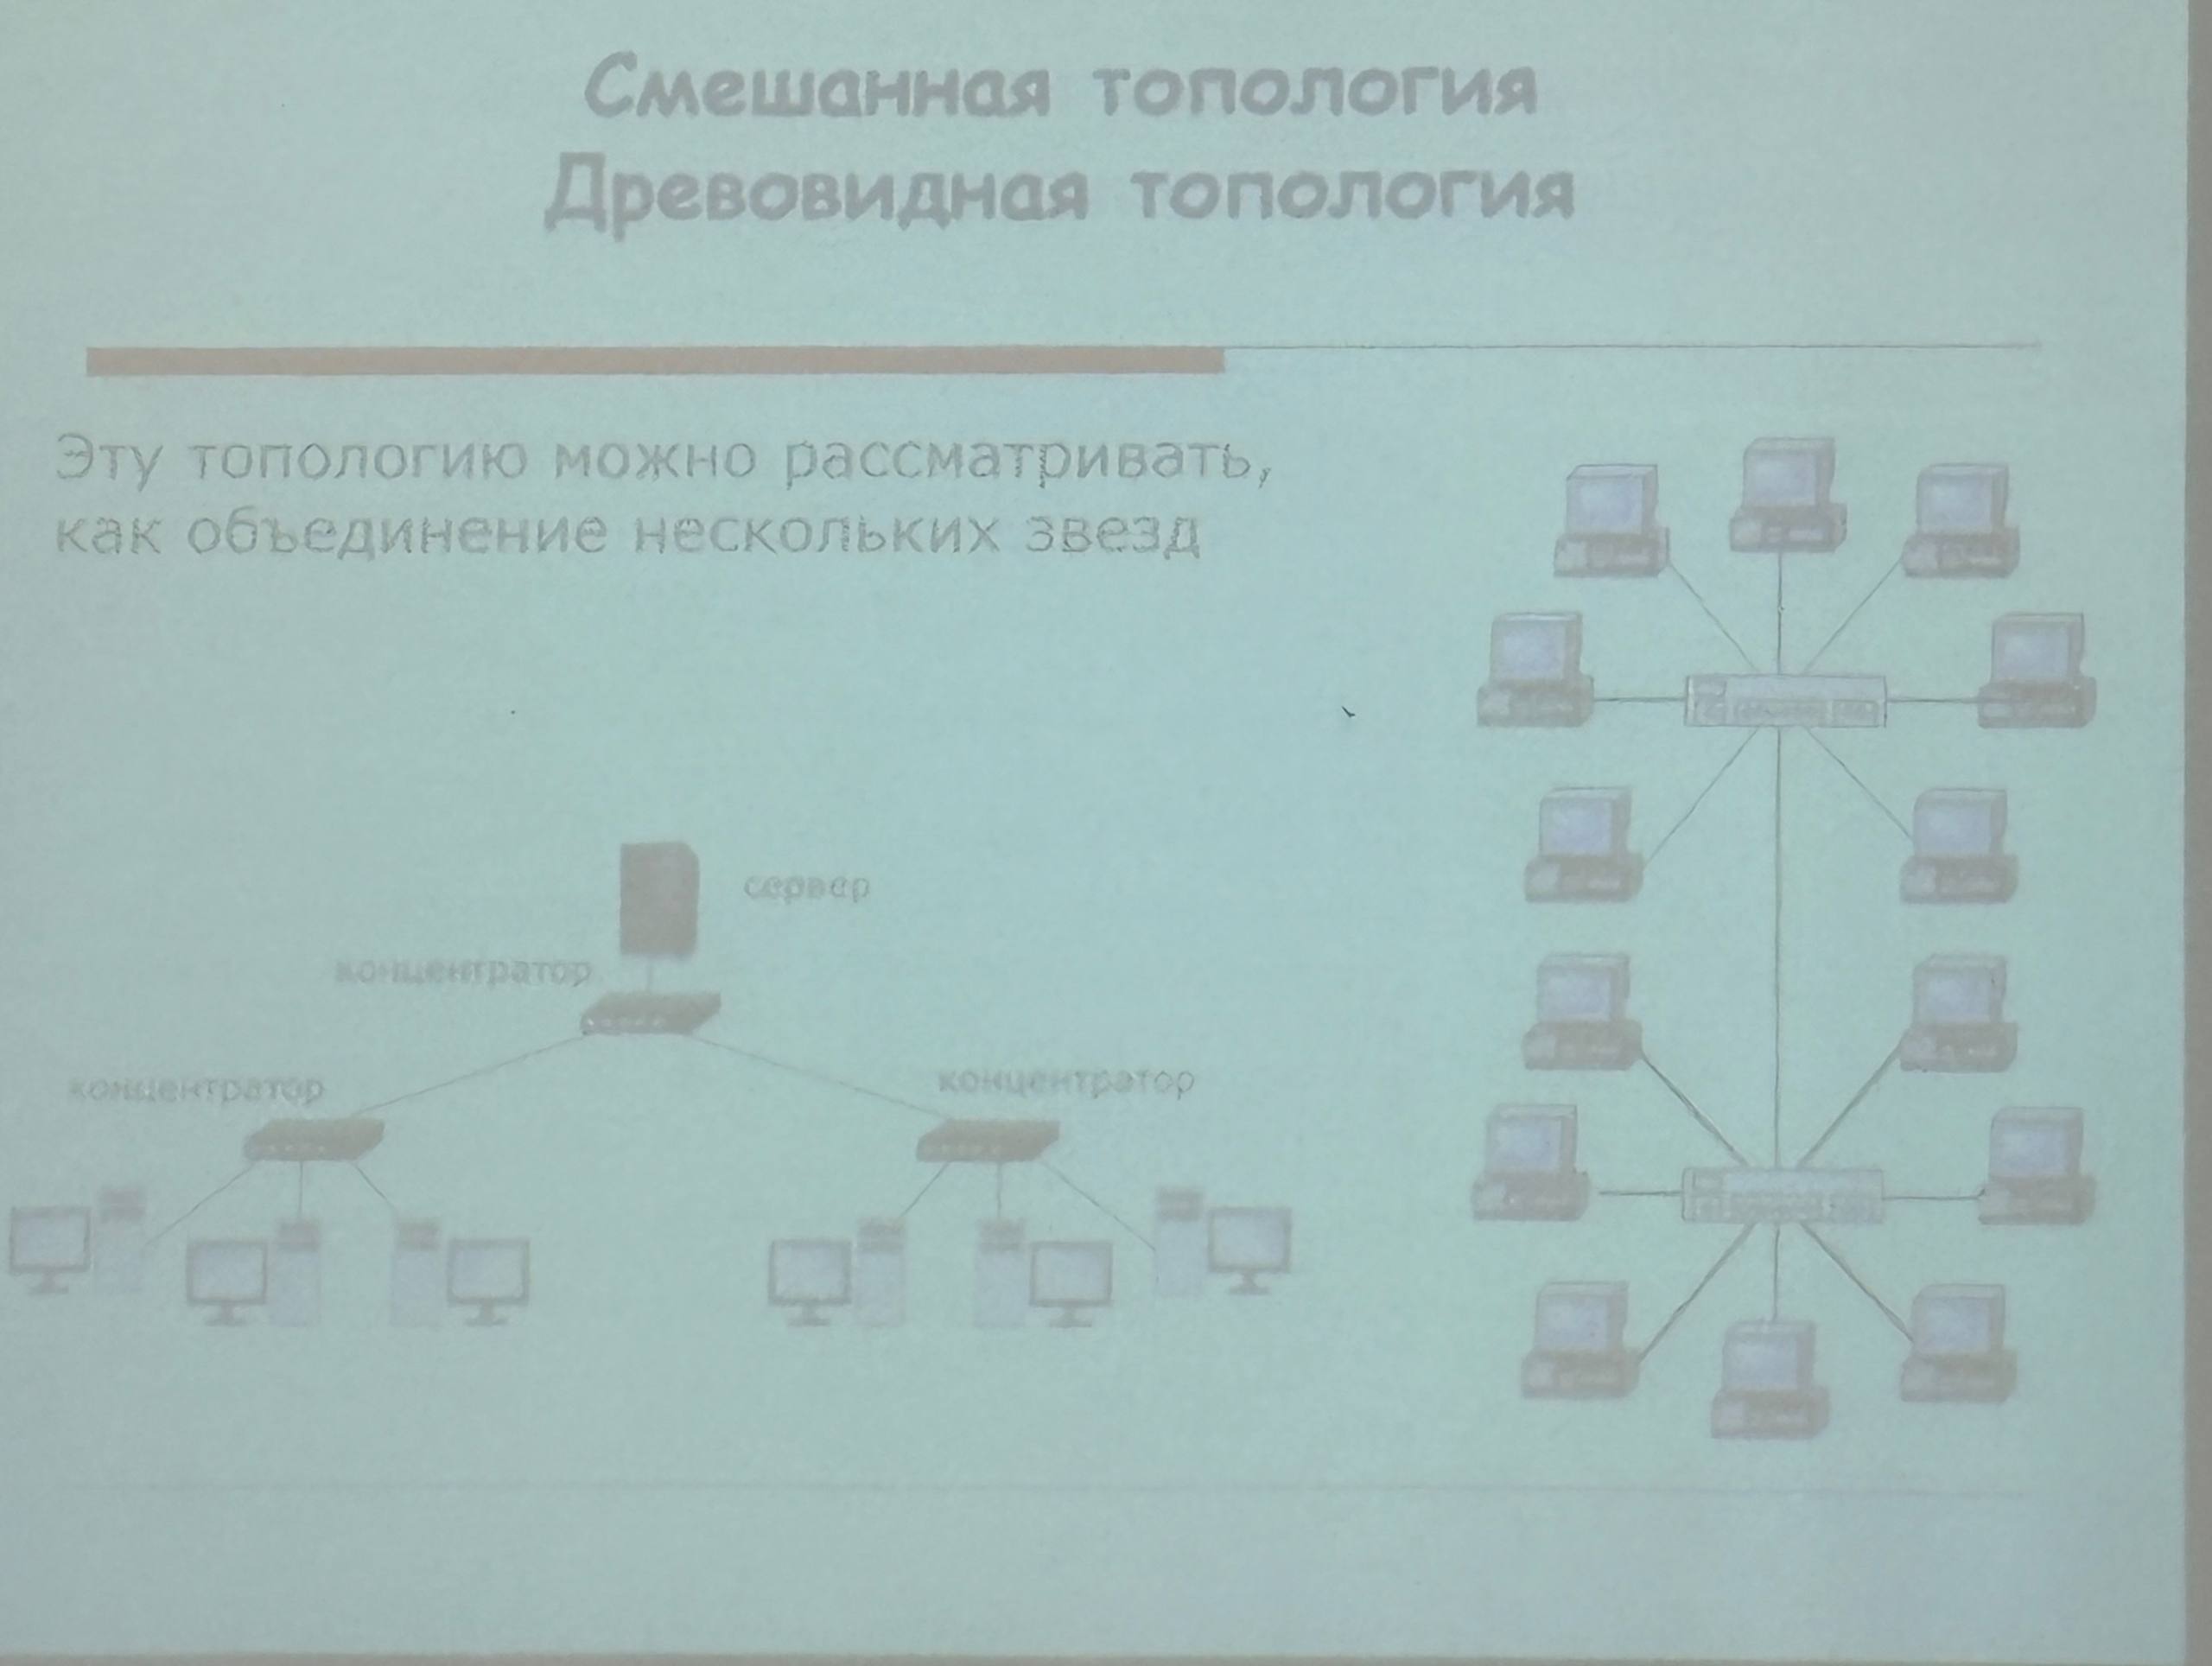 Смешанная топология
Древовидная топология
Эту топологию можно рассматривать,
как объединение нескольких звезд
сервер
концентратор
концентратор
концентратор